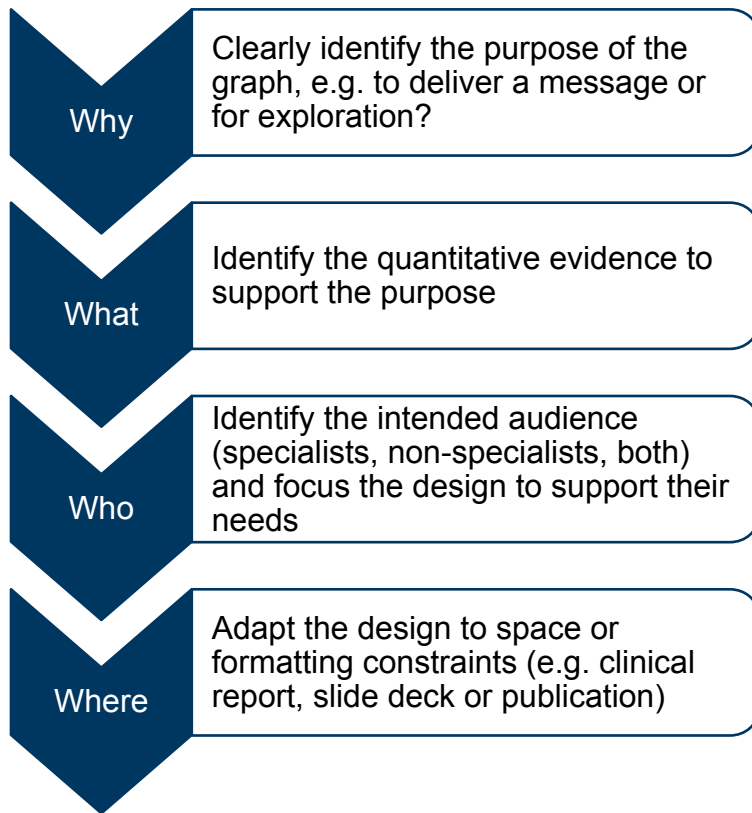 Why
Clearly identify the purpose of the
graph, e.g. to deliver a message or
for exploration?
What
Identify the quantitative evidence to
support the purpose
Who
Identify the intended audience
(specialists, non-specialists, both)
and focus the design to support their
needs
Where
Adapt the design to space or
formatting constraints (e.g. clinical
report, slide deck or publication)